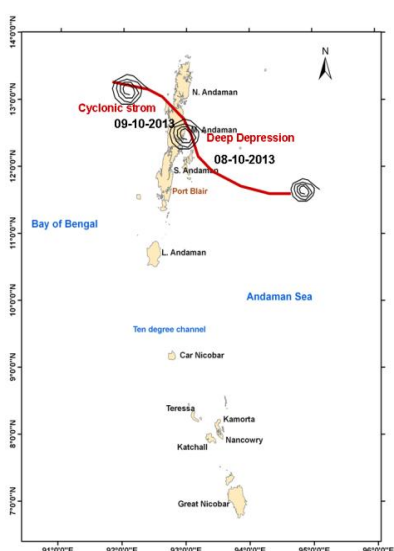 14°0'0"N
N
13°0'0"N
N. Andaman
Cyclonic strom
09-10-2013
M. Andaman
Deep Depression
08-10-2013
12°0'0"N
S. Andaman
Port Blair
11°0'0"N
Bay of Bengal
L. Andaman
10°0'0"N
Andaman Sea
Ten degree channel
9°0'0"N
Car Nicobar
Teressa
Kamorta
8°0'0"N
Nancowry
Katchall
7°0'0"N
Great Nicobar
91°0'0"E 92°0'0"E 93°0'0"E 94°0'0"E 95°0'0"E 96°0'0"E